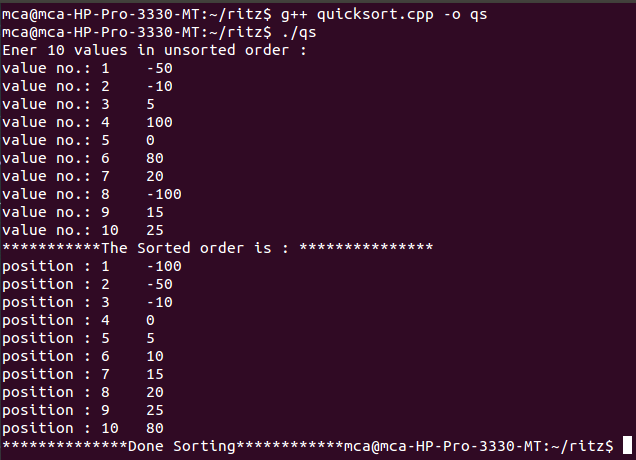 mca@mca-HP-Pro-3330-MT:~/ritz$ g++ quicksort.cpp -o qs
mca@mca-HP-Pro-3330-MT:~/ritz$ ./qs
Ener 10 values in unsorted order :
value no.: 1    -50
value no.: 2    -10
value no.: 3    5
value no.: 4    100
value no.: 5    0
value no.: 6    80
value no.: 7    20
value no.: 8    -100
value no.: 9    15
value no.: 10   25
***********The Sorted order is : ***************
position : 1    -100
position : 2    -50
position : 3    -10
position : 4    0
position : 5    5
position : 6    10
position : 7    15
position : 8    20
position : 9    25
position : 10   80
**************Done Sorting************mca@mca-HP-Pro-3330-MT:~/ritz$